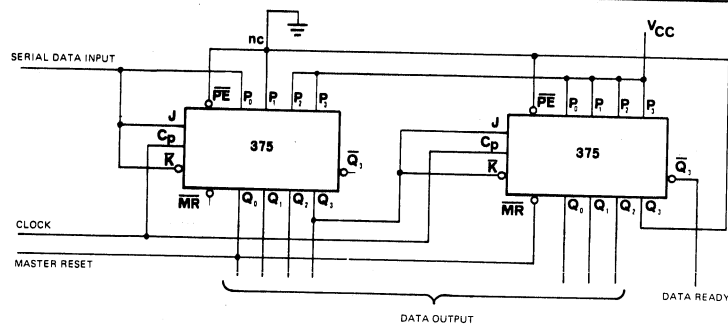 nc
V CC
SERIAL DATA INPUT
PE P0 P1 P2 P3
PE P0 P1 P2 P3
J
CP
K
375
Q3
MR Q0 Q1 Q2 Q3
J
CP
K
375
Q3
MR Q0 Q1 Q2 Q3
CLOCK
MASTER RESET
DATA READY
DATA OUTPUT